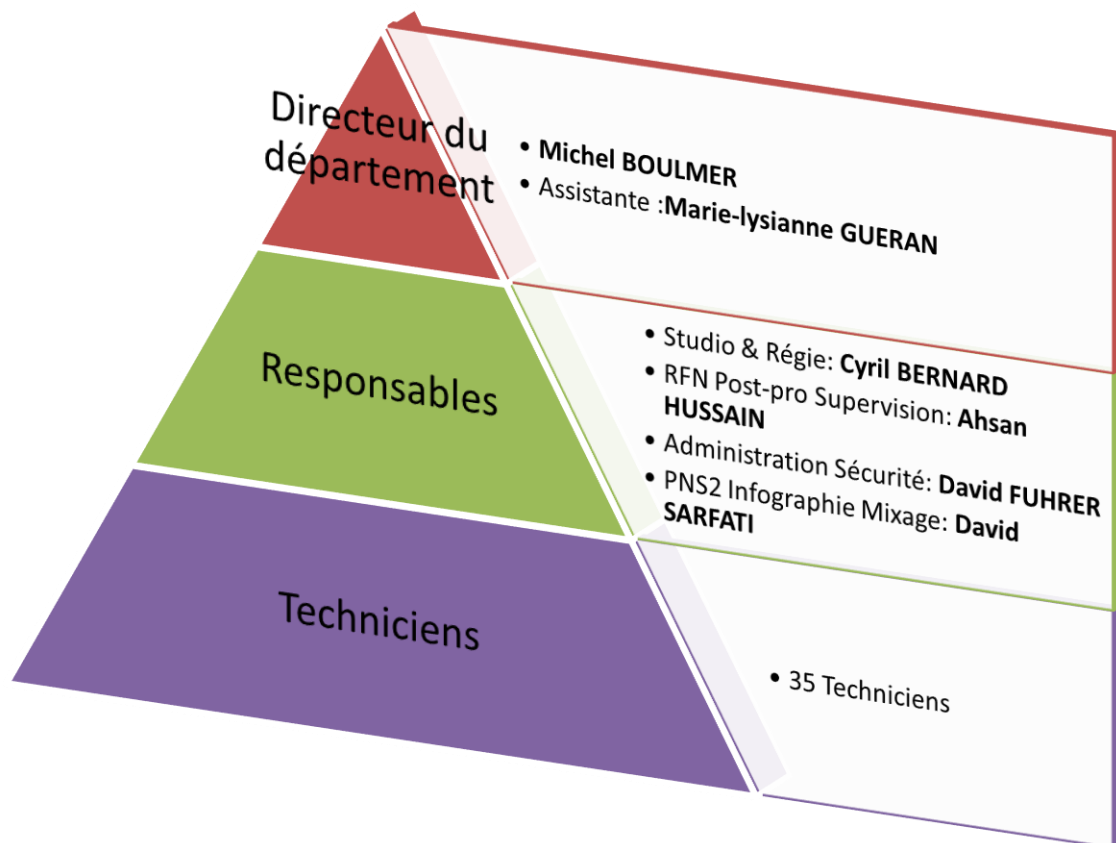 Directeur du
département
• Michel BOULMER
• Assistante :Marie-lysianne GUERAN
Responsables
• Studio & Régie: Cyril BERNARD
• RFN Post-pro Supervision: Ahsan
HUSSAIN
• Administration Sécurité: David FUHRER
• PNS2 Infographie Mixage: David
SARFATI
Techniciens
• 35 Techniciens